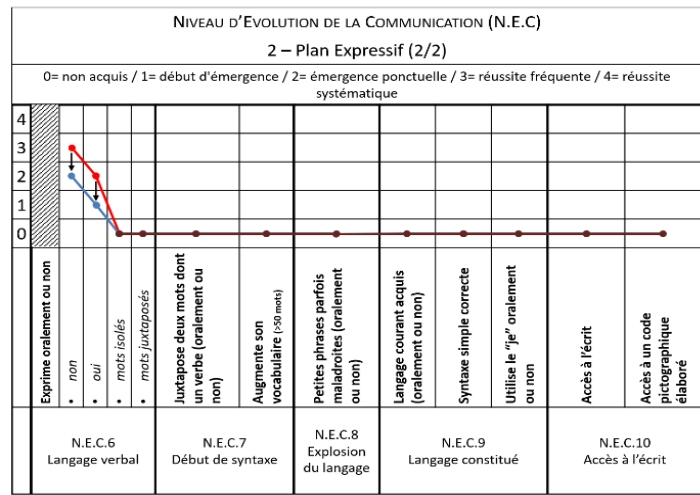 NIVEAU D'EVOLUTION DE LA COMMUNICATION (N.E.C)
2 – Plan Expressif (2/2)
0= non acquis / 1= début d'émergence / 2= émergence ponctuelle / 3= réussite fréquente / 4= réussite
systématique
4
3
2
1
0
Exprime oralement ou non
• non
• oui
• mots isolés
• mots juxtaposés
Juxtapose deux mots dont
un verbe (oralement ou
non)
Augmente son
vocabulaire (>50 mots)
Petites phrases parfois
maladroites (oralement
ou non)
Langage courant acquis
(oralement ou non)
Syntaxe simple correcte
Utilise le "je" oralement
ou non
Accès à l'écrit
Accès à un code
pictographique
élaboré
N.E.C.6
Langage verbal
N.E.C.7
Début de syntaxe
N.E.C.8
Explosion
du langage
N.E.C.9
Langage constitué
N.E.C.10
Accès à l'écrit